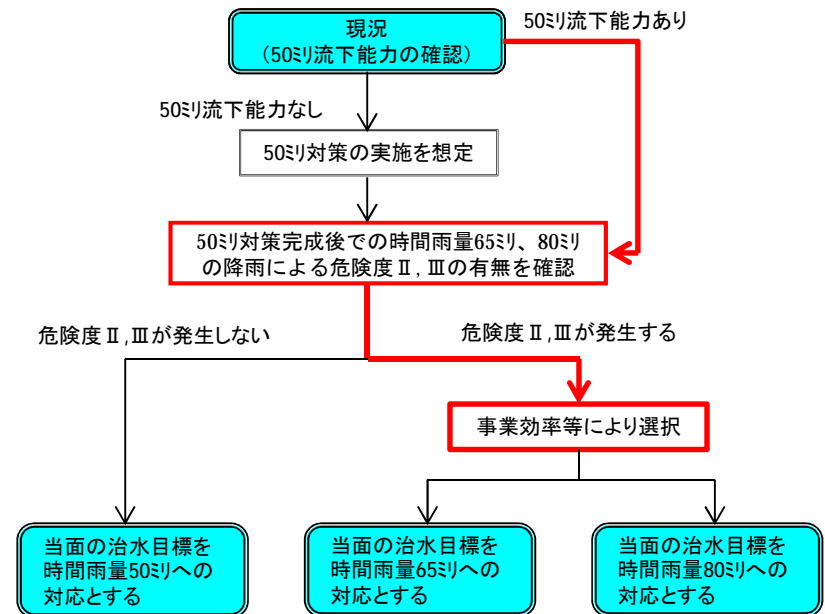 現況
(50ミリ流下能力の確認)
50ミリ流下能力あり
50ミリ流下能力なし
50ミリ対策の実施を想定
50ミリ対策完成後での時間雨量65ミリ、80ミリ
の降雨による危険度Ⅱ,Ⅲの有無を確認
危険度Ⅱ,Ⅲが発生しない
危険度Ⅱ,Ⅲが発生する
事業効率等により選択
当面の治水目標を
時間雨量50ミリへの
対応とする
当面の治水目標を
時間雨量65ミリへの
対応とする
当面の治水目標を
時間雨量80ミリへの
対応とする